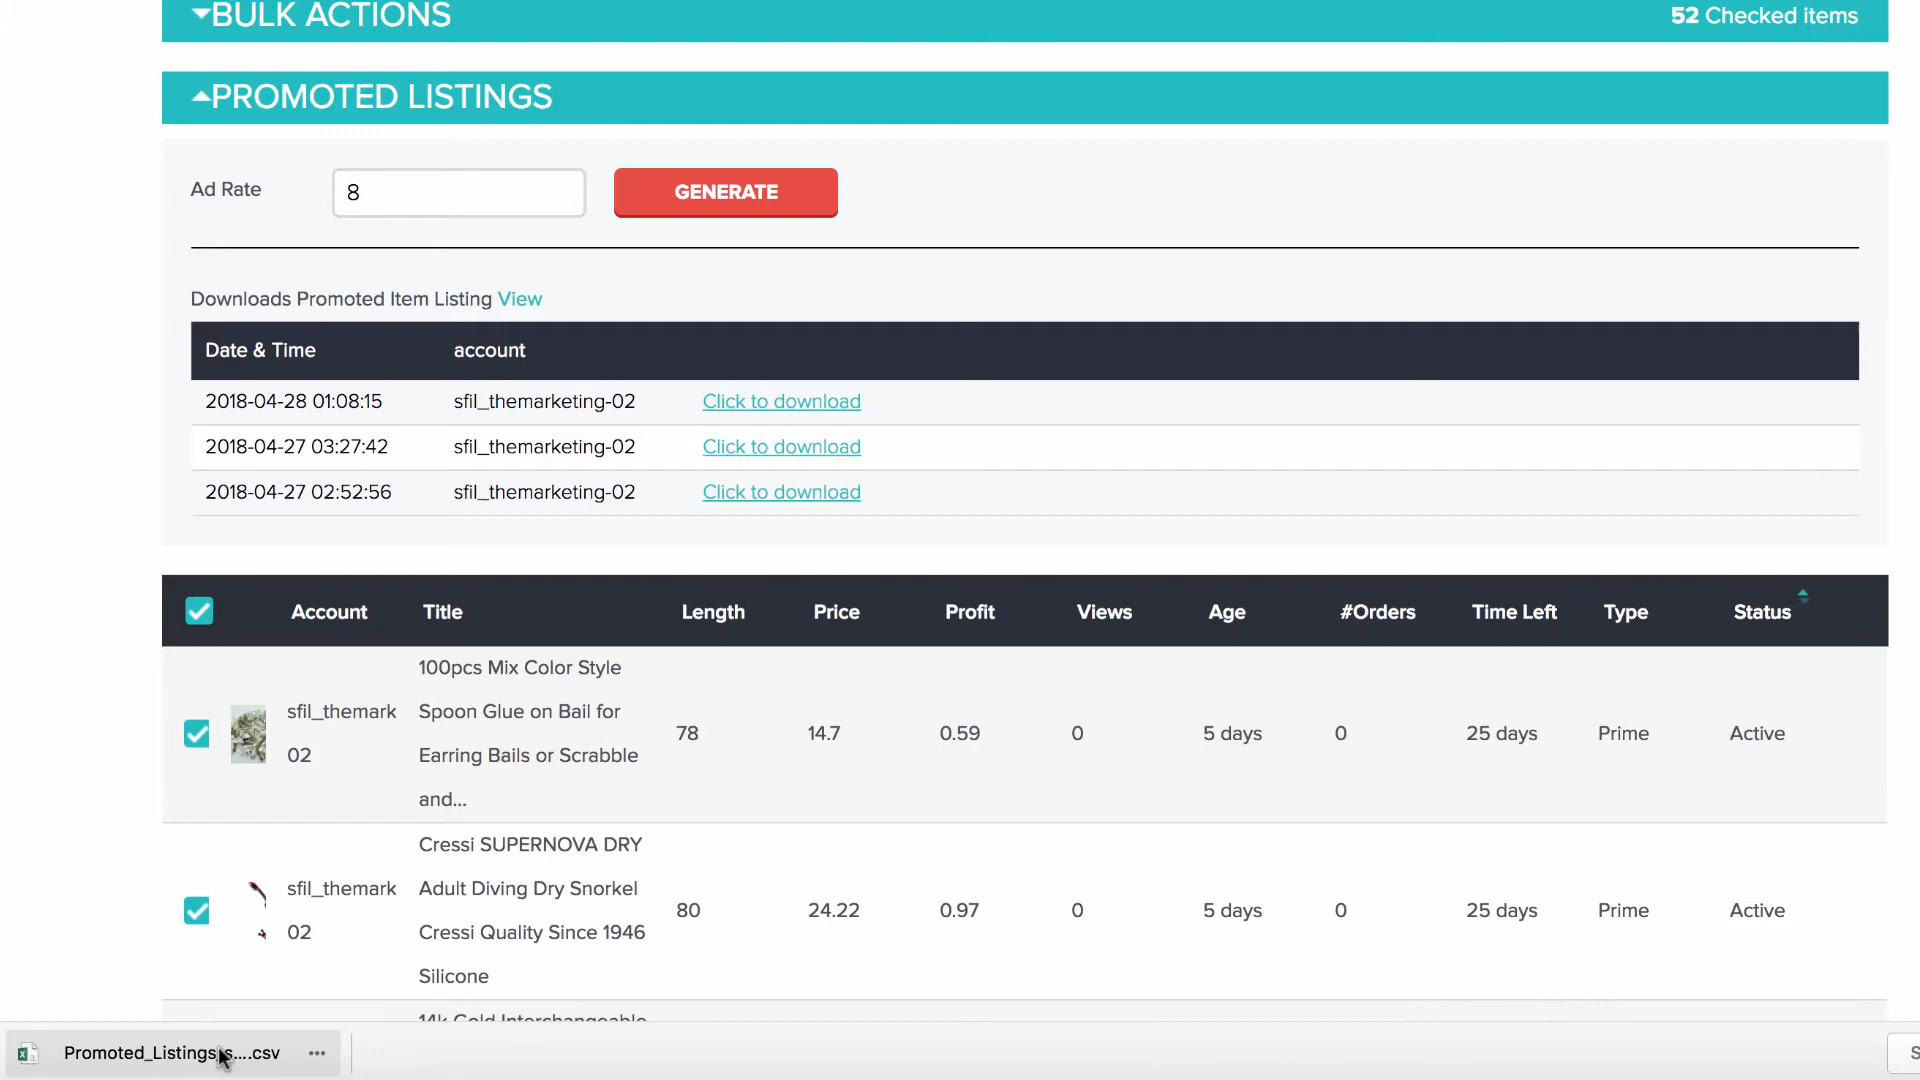 BULK ACTIONS
52 Checked items
PROMOTED LISTINGS
Ad Rate
8
GENERATE
Downloads Promoted Item Listing View
Date & Time account
2018-04-28 01:08:15 sfil_themarketing-02 Click to download
2018-04-27 03:27:42 sfil_themarketing-02 Click to download
2018-04-27 02:52:56 sfil_themarketing-02 Click to download
Account Title Length Price Profit Views Age #Orders Time Left Type Status
100pcs Mix Color Style
sfil_themark Spoon Glue on Bail for
78 14.7 0.59 0 5 days 0 25 days Prime Active
02 Earring Bails or Scrabble
and...
Cressi SUPERNOVA DRY
sfil_themark Adult Diving Dry Snorkel
80 24.22 0.97 0 5 days 0 25 days Prime Active
02 Cressi Quality Since 1946
Silicone
14k Gold Interchangeable
Promoted_Listings_s....csv
S